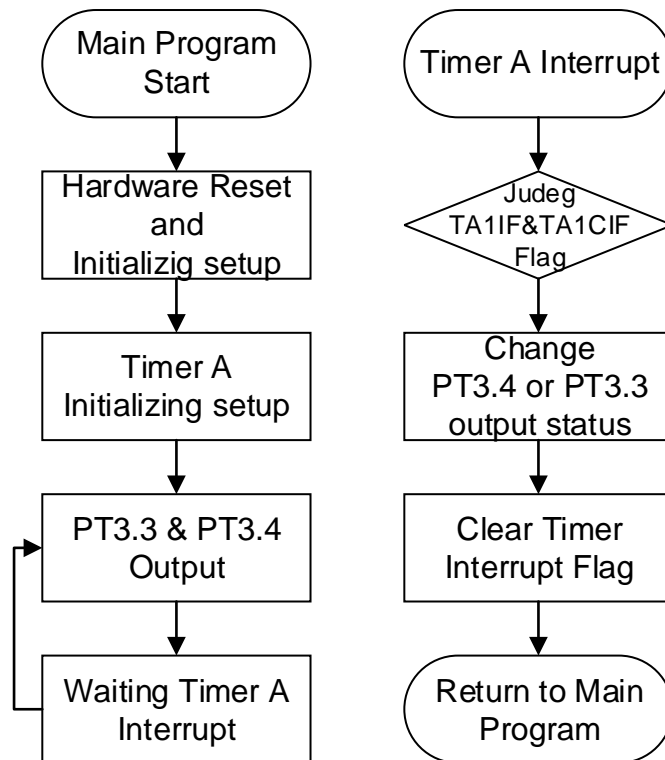 Main Program
Start
Hardware Reset
and
Initializig setup
Timer A
Initializing setup
PT3.3 & PT3.4
Output
Waiting Timer A
Interrupt
Timer A Interrupt
Judeg
TA1IF&TA1CIF
Flag
Change
PT3.4 or PT3.3
output status
Clear Timer
Interrupt Flag
Return to Main
Program